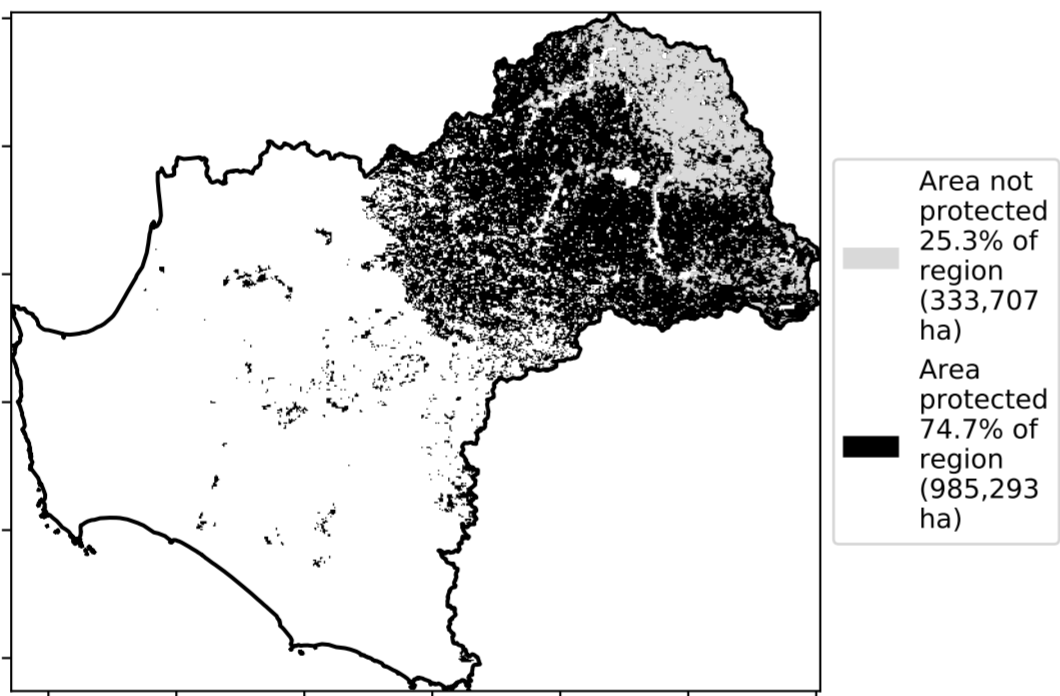 Area not
protected
25.3% of
region
(333,707
ha)
Area
protected
74.7% of
region
(985,293
ha)